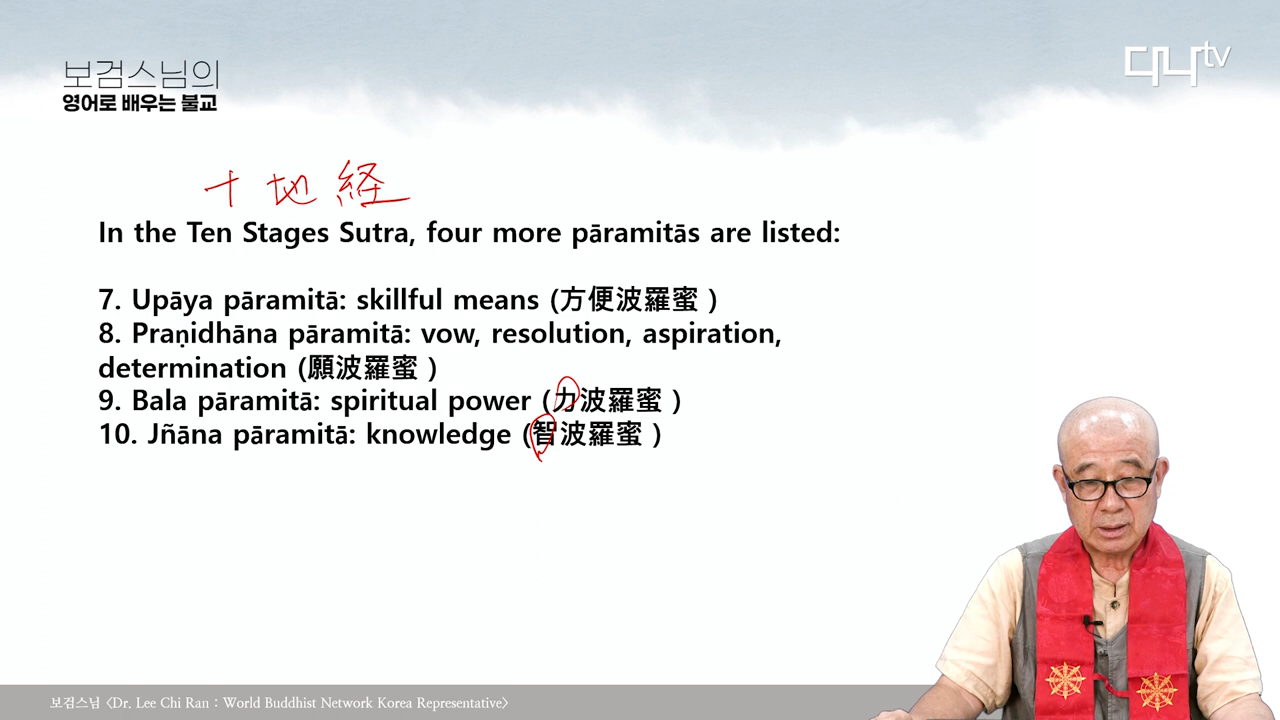 보검스님의
영어로 배우는 불교
다나tv
十地経
In the Ten Stages Sutra, four more pāramitās are listed:
7. Upāya pāramitā: skillful means (方便波羅蜜 )
8. Praṇidhāna pāramitā: vow, resolution, aspiration,
determination (願波羅蜜 )
9. Bala pāramitā: spiritual power (力波羅蜜 )
10. Jñāna pāramitā: knowledge (智波羅蜜 )
보검스님 <Dr. Lee Chi Ran : World Buddhist Network Korea Representative>